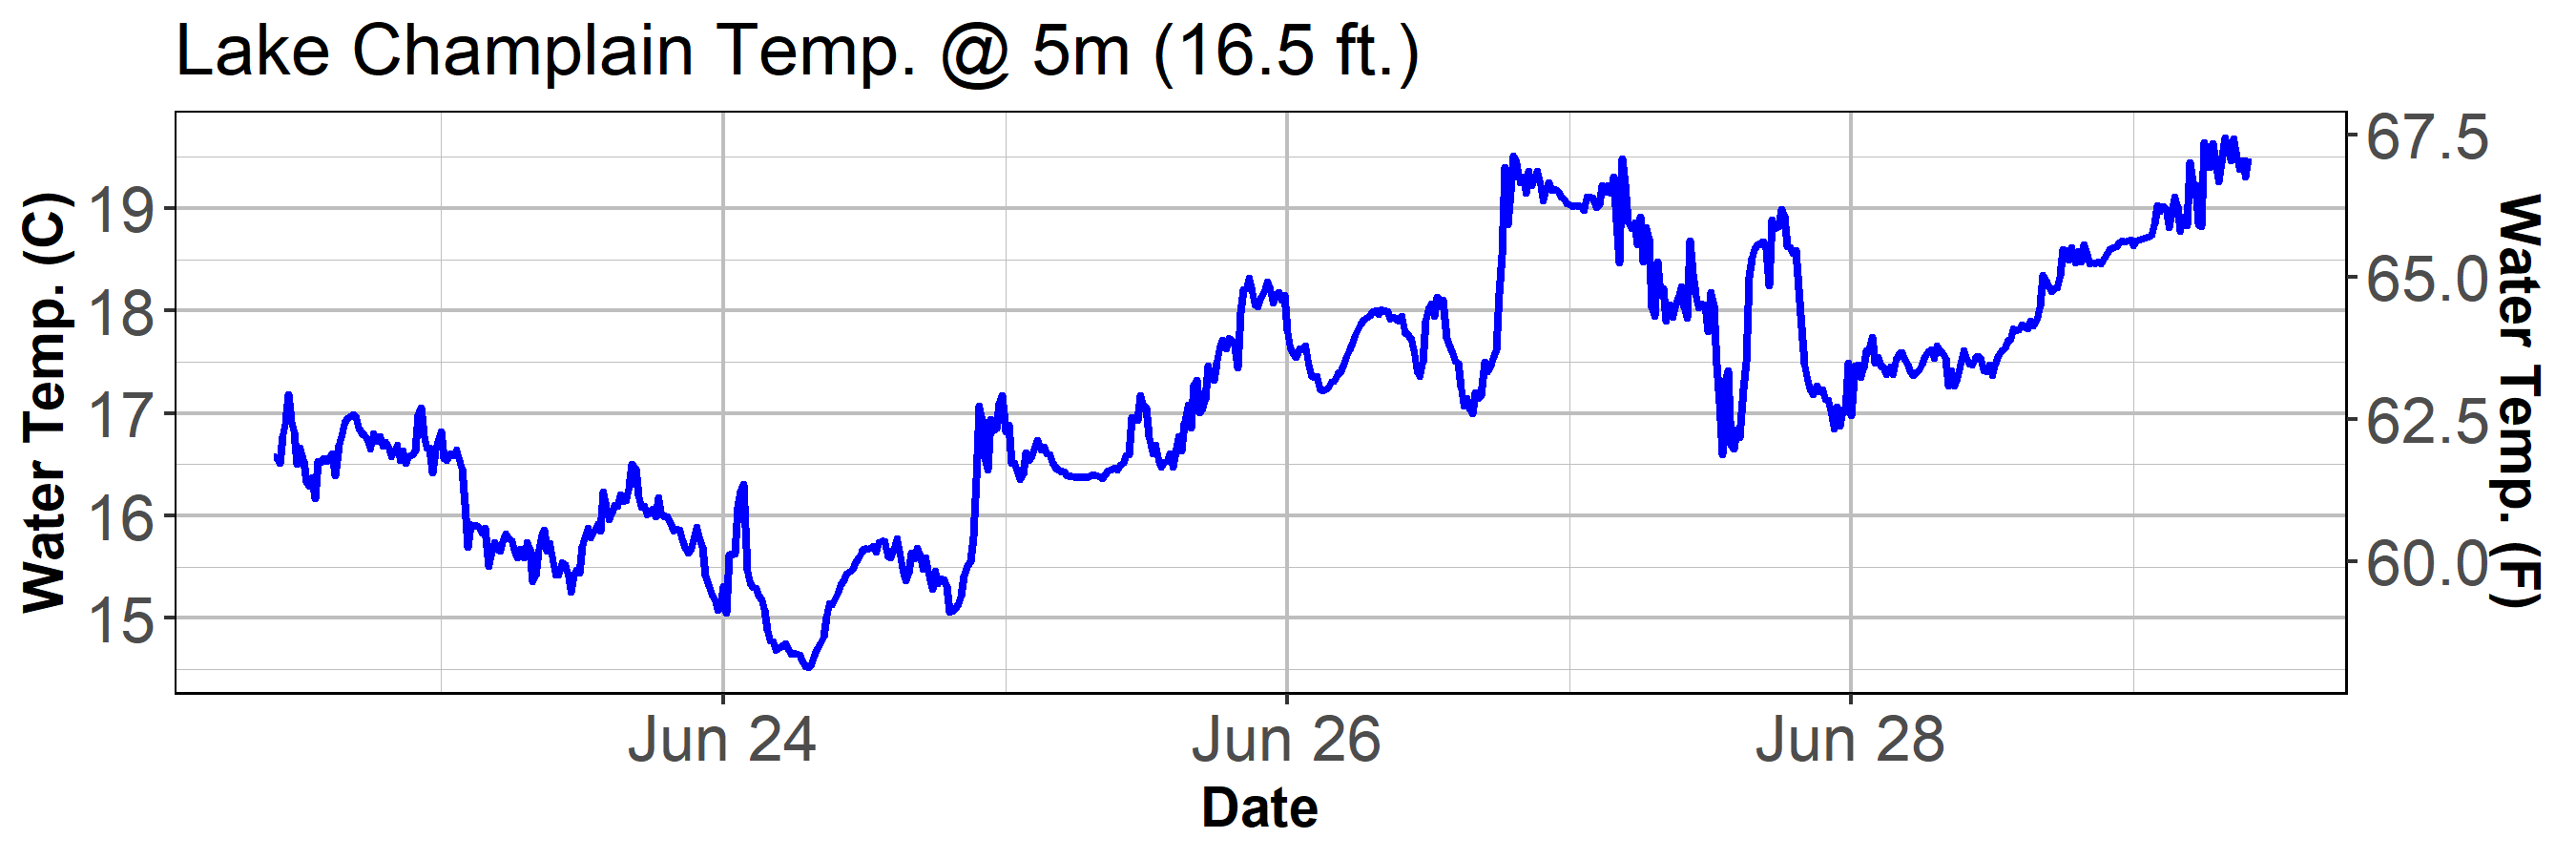 Lake Champlain Temp. @ 5m (16.5 ft.)
Water Temp. (C)
19
18
17
16
15
67.5
65.0
62.5
60.0
Water Temp. (F)
Jun 24 Jun 26 Jun 28
Date